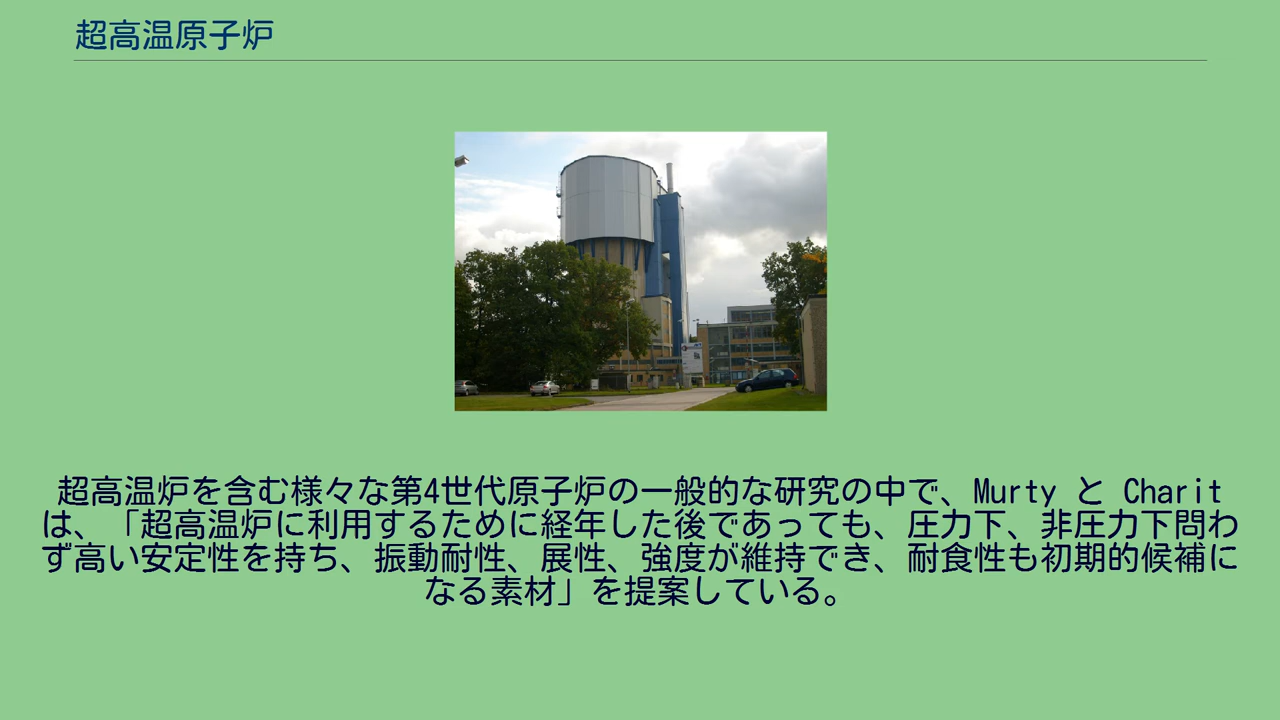 超高温原子炉
超高温炉を含む様々な第4世代原子炉の一般的な研究の中で、Murty と Charit
は、「超高温炉に利用するために経年した後であっても、圧力下、非圧力下問わ
ず高い安定性を持ち、振動耐性、展性、強度が維持でき、耐食性も初期的候補に
なる素材」を提案している。